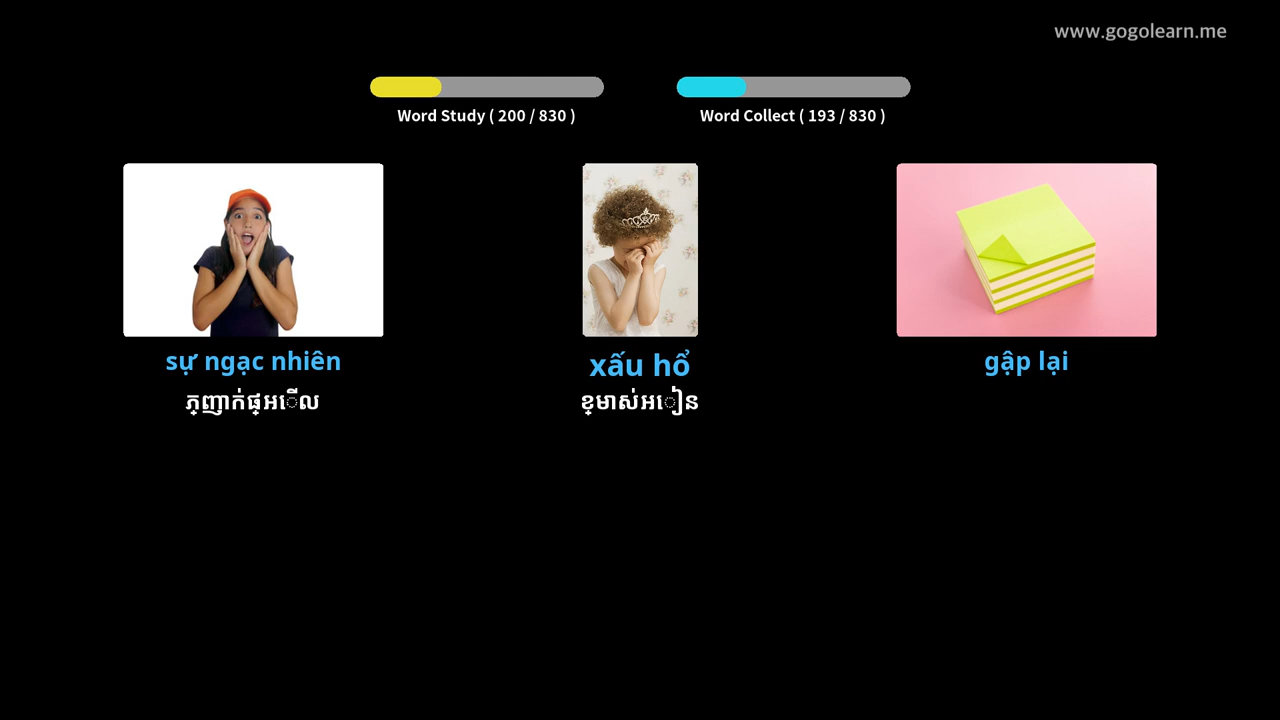 www.gogolearn.me
Word Study ( 200 / 830 )
Word Collect ( 193 / 830 )
sự ngạc nhiên
xấu hổ
gập lại
ភ្ញាក់ផ្អើល
ខ្មាស់អៀន